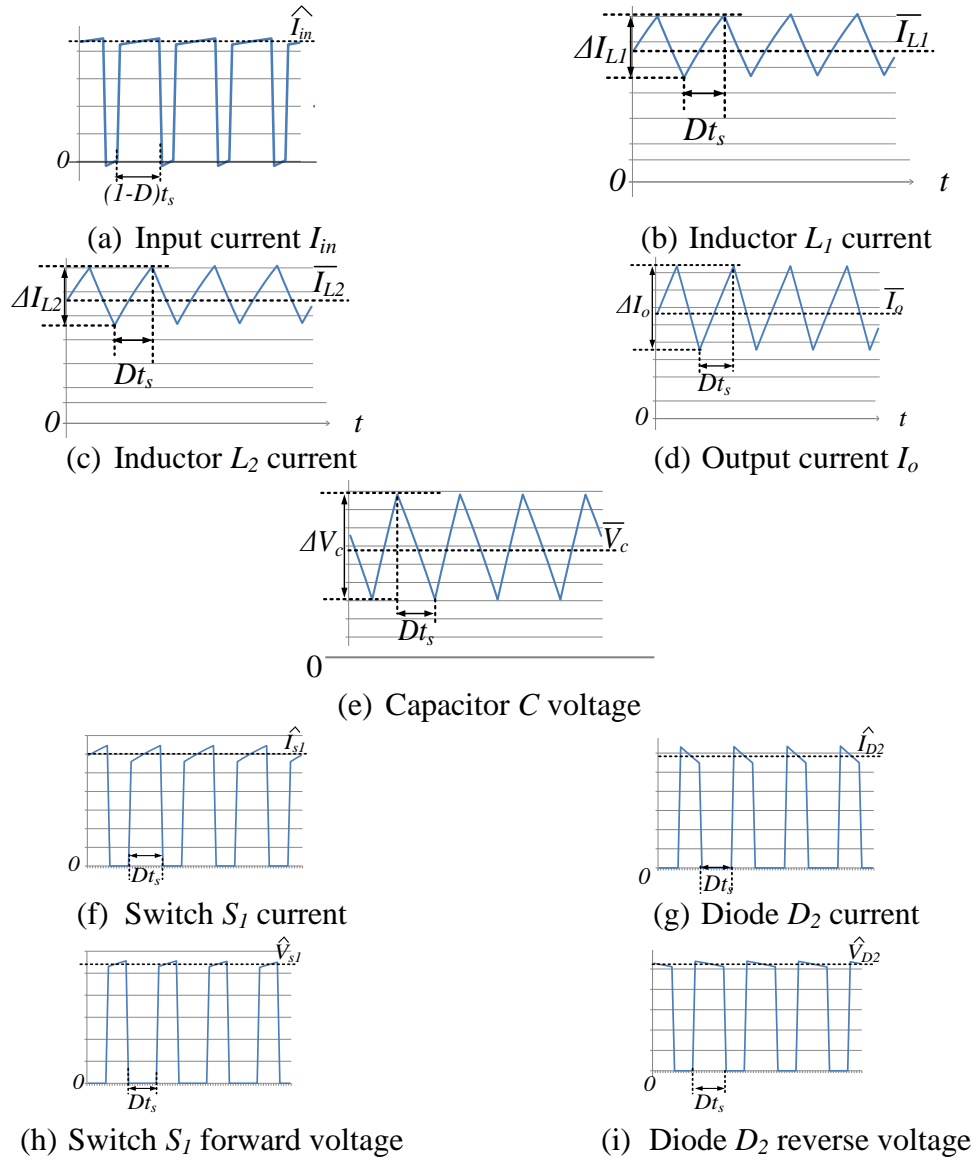 Î_in
0
(1-D)t_s
(a) Input current I_in
ΔI_L1
I̅_L1
Dt_s
0
t
(b) Inductor L_1 current
ΔI_L2
I̅_L2
Dt_s
0
t
(c) Inductor L_2 current
ΔI_o
I̅_o
Dt_s
0
t
(d) Output current I_o
ΔV_c
V̅_c
Dt_s
0
(e) Capacitor C voltage
Î_s1
0
Dt_s
(f) Switch S_1 current
Î_D2
0
Dt_s
(g) Diode D_2 current
V̂_s1
0
Dt_s
(h) Switch S_1 forward voltage
V̂_D2
0
Dt_s
(i) Diode D_2 reverse voltage